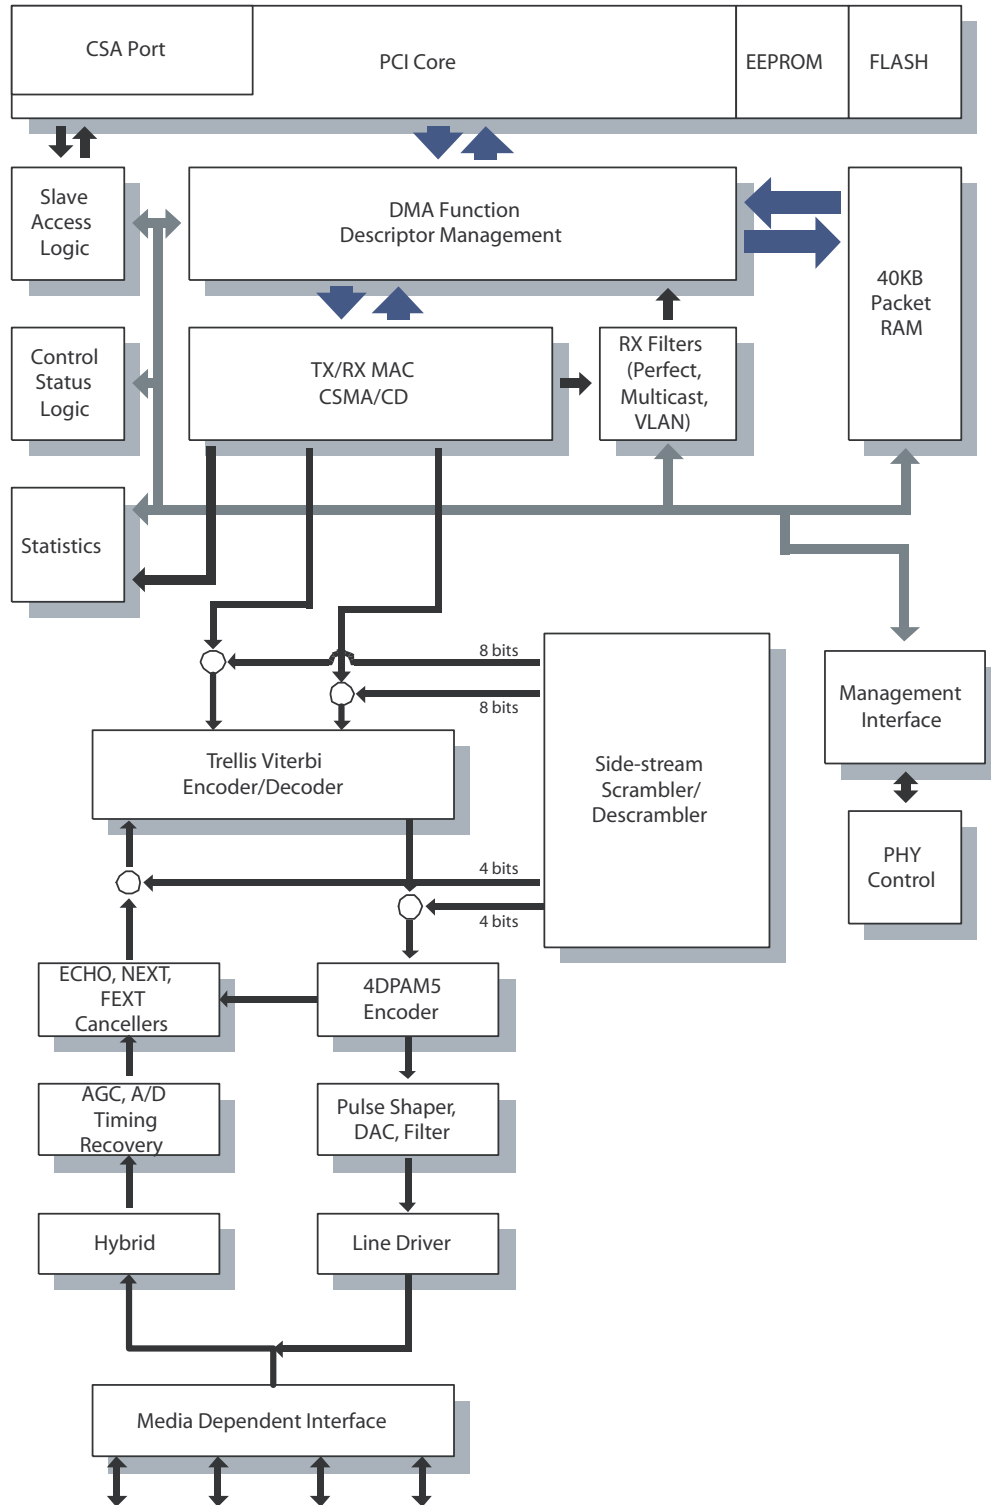 CSA Port
PCI Core
EEPROM
FLASH
Slave
Access
Logic
DMA Function
Descriptor Management
40KB
Packet
RAM
Control
Status
Logic
TX/RX MAC
CSMA/CD
RX Filters
(Perfect,
Multicast,
VLAN)
Statistics
8 bits
8 bits
Management
Interface
Trellis Viterbi
Encoder/Decoder
Side-stream
Scrambler/
Descrambler
4 bits
4 bits
PHY
Control
ECHO, NEXT,
FEXT
Cancellers
4DPAM5
Encoder
AGC, A/D
Timing
Recovery
Pulse Shaper,
DAC, Filter
Hybrid
Line Driver
Media Dependent Interface